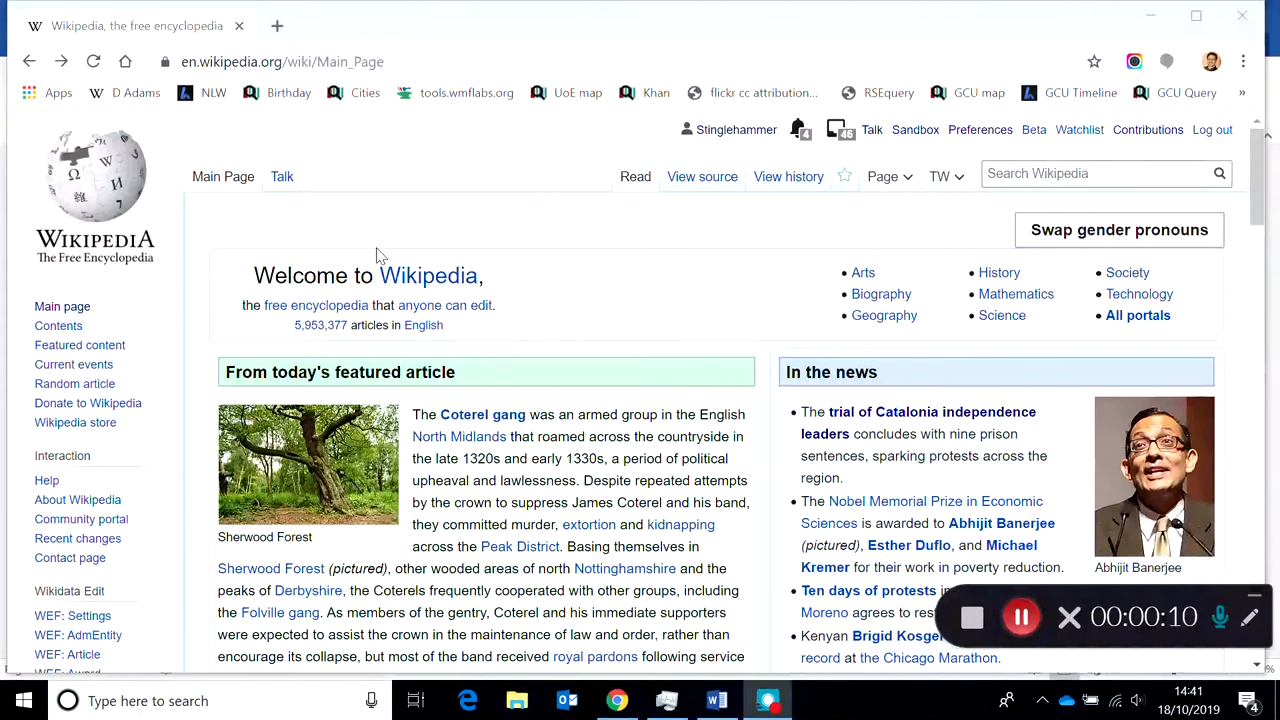 Wikipedia, the free encyclopedia
en.wikipedia.org/wiki/Main_Page
Apps D Adams NLW Birthday Cities tools.wmflabs.org UoE map Khan flickr cc attribution... RSEquery GCU map GCU Timeline GCU Query »
Stinglehammer 4 46 Talk Sandbox Preferences Beta Watchlist Contributions Log out
Main Page Talk Read View source View history Page TW Search Wikipedia
WIKIPEDIA
The Free Encyclopedia
Main page
Contents
Featured content
Current events
Random article
Donate to Wikipedia
Wikipedia store
Interaction
Help
About Wikipedia
Community portal
Recent changes
Contact page
Wikidata Edit
WEF: Settings
WEF: AdmEntity
WEF: Article
WEF: Award
Swap gender pronouns
Welcome to Wikipedia,
the free encyclopedia that anyone can edit.
5,953,377 articles in English
• Arts
• Biography
• Geography
• History
• Mathematics
• Science
• Society
• Technology
• All portals
From today's featured article
Sherwood Forest
The Coterel gang was an armed group in the English
North Midlands that roamed across the countryside in
the late 1320s and early 1330s, a period of political
upheaval and lawlessness. Despite repeated attempts
by the crown to suppress James Coterel and his band,
they committed murder, extortion and kidnapping
across the Peak District. Basing themselves in
Sherwood Forest (pictured), other wooded areas of north Nottinghamshire and the
peaks of Derbyshire, the Coterels frequently cooperated with other groups, including
the Folville gang. As members of the gentry, Coterel and his immediate supporters
were expected to assist the crown in the maintenance of law and order, rather than
encourage its collapse, but most of the band received royal pardons following service
In the news
• The trial of Catalonia independence
leaders concludes with nine prison
sentences, sparking protests across the
region.
• The Nobel Memorial Prize in Economic
Sciences is awarded to Abhijit Banerjee
(pictured), Esther Duflo, and Michael
Kremer for their work in poverty reduction.
Abhijit Banerjee
• Ten days of protests
Moreno agrees to
• Kenyan Brigid
record at the Chicago Marathon.
00:00:10
Type here to search
14:41
18/10/2019
4